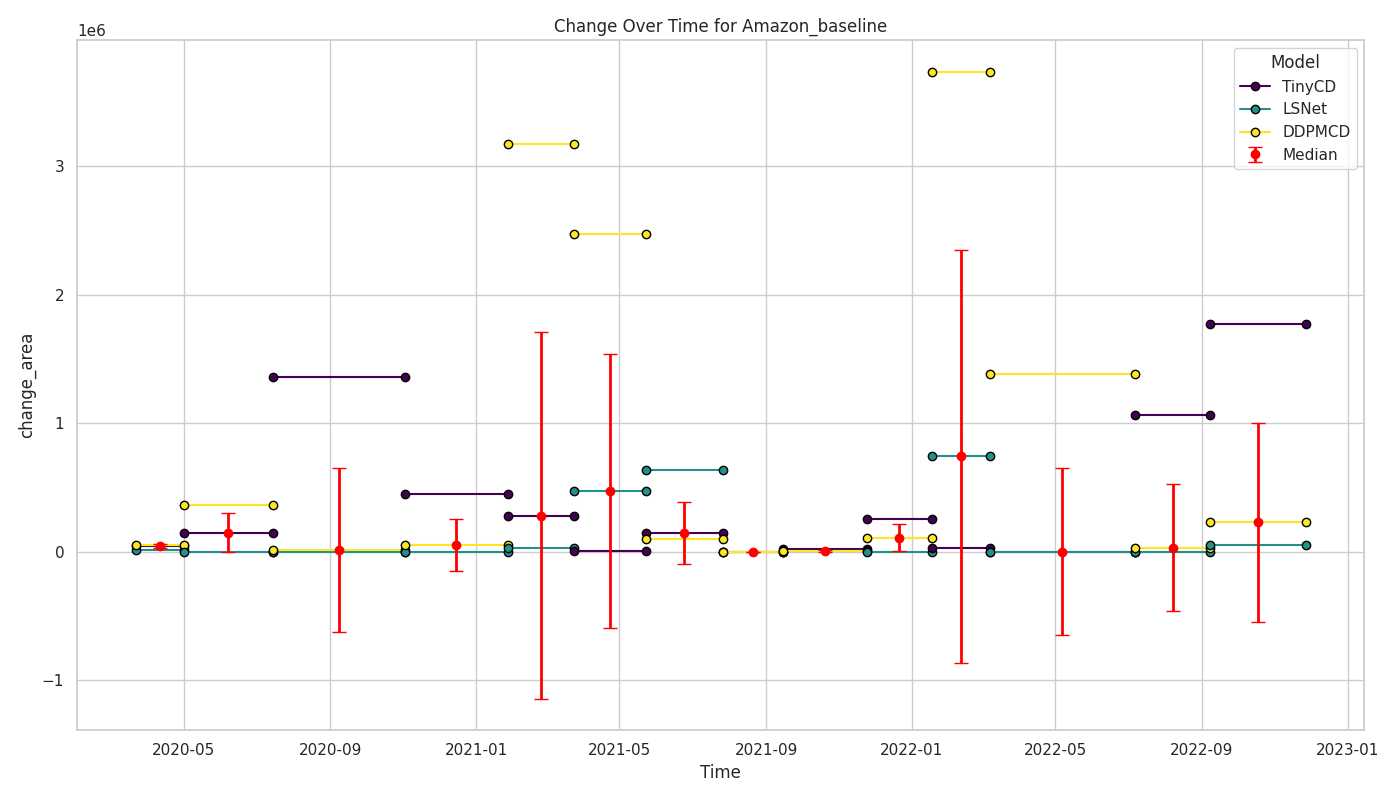 Change Over Time for Amazon_baseline
1e6
Model
TinyCD
LSNet
DDPMCD
Median
3
2
1
0
−1
change_area
2020-05
2020-09
2021-01
2021-05
2021-09
2022-01
2022-05
2022-09
2023-01
Time